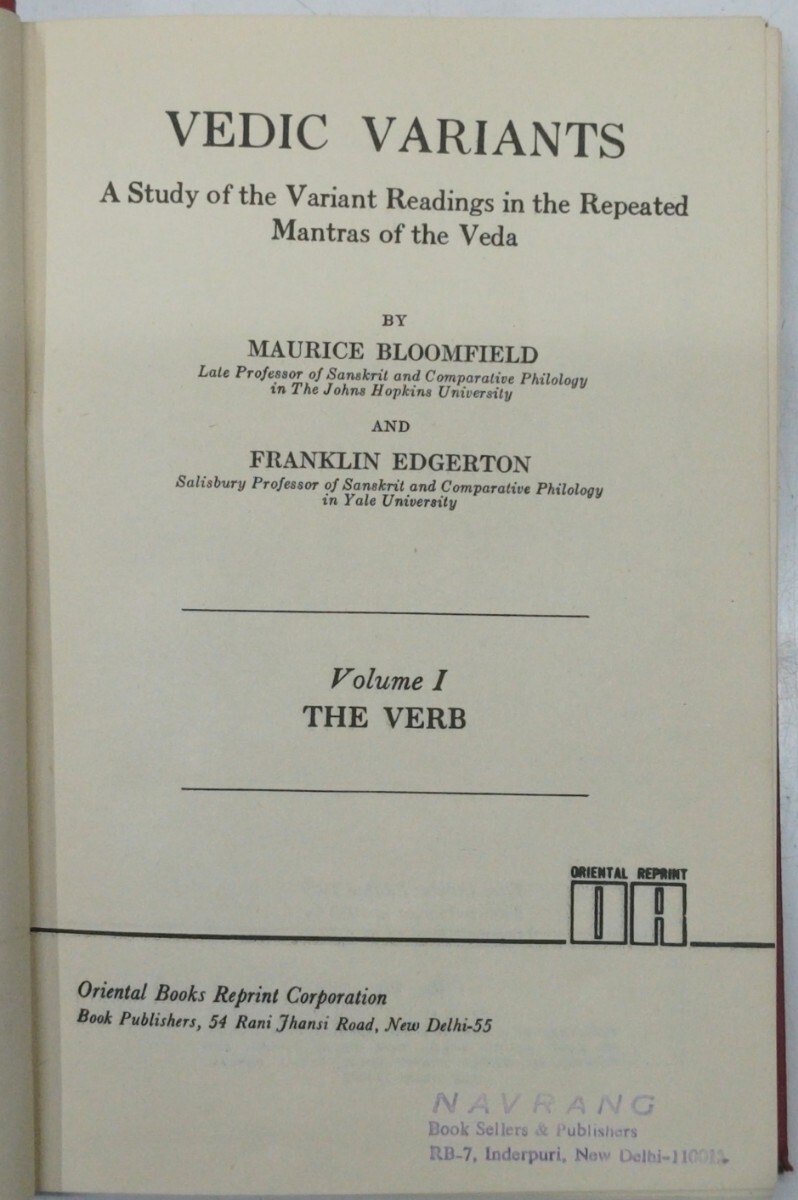 VEDIC VARIANTS
A Study of the Variant Readings in the Repeated
Mantras of the Veda
BY
MAURICE BLOOMFIELD
Late Professor of Sanskrit and Comparative Philology
in The Johns Hopkins University
AND
FRANKLIN EDGERTON
Salisbury Professor of Sanskrit and Comparative Philology
in Yale University
Volume I
THE VERB
ORIENTAL REPRINT
Oriental Books Reprint Corporation
Book Publishers, 54 Rani Jhansi Road, New Delhi-55
NAVRANG
Book Sellers & Publishers
RB-7, Inderpuri, New Delhi-110012.